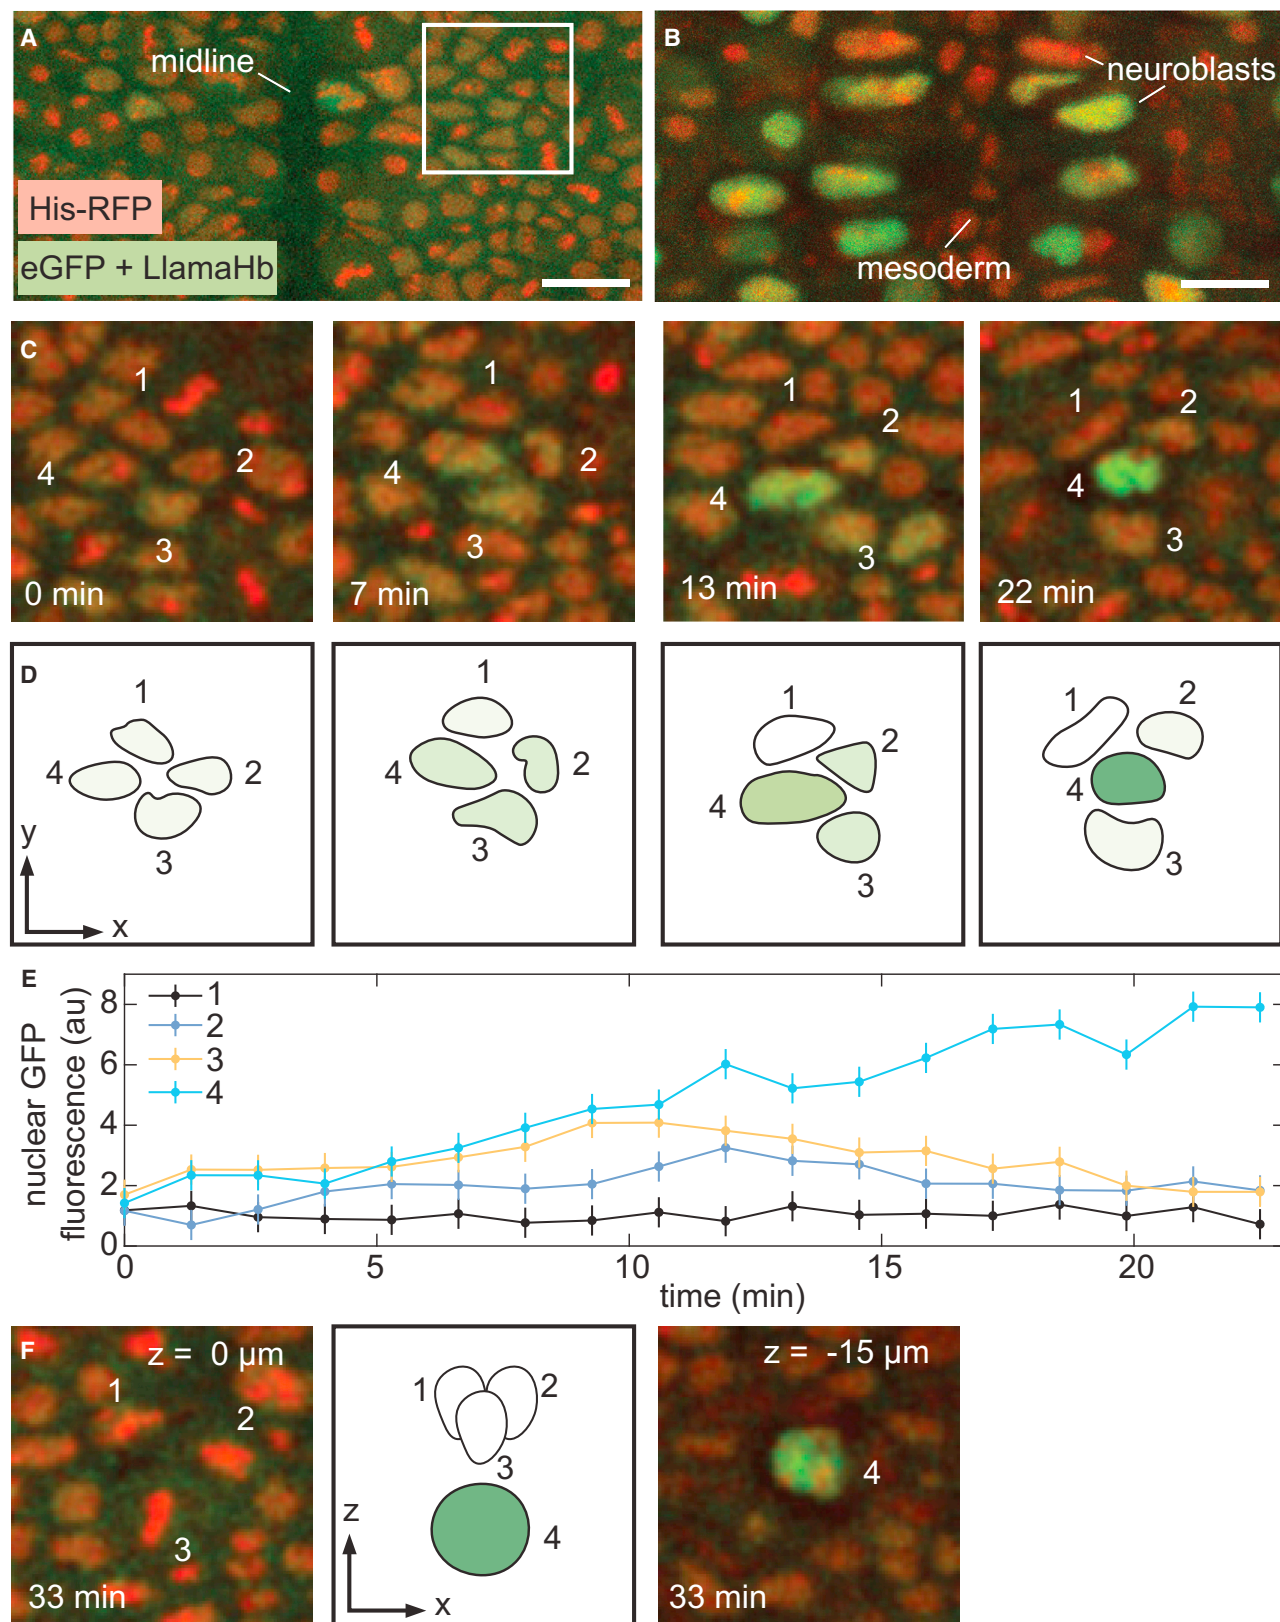 A
midline
His-RFP
eGFP + LlamaHb
B
neuroblasts
mesoderm
C
1
2
3
4
0 min
1
2
3
4
7 min
1
2
3
4
13 min
1
2
3
4
22 min
D
1
2
3
4
y
x
1
2
3
4
1
2
3
4
1
2
3
4
E
nuclear GFP
fluorescence (au)
8
6
4
2
0
1
2
3
4
0
5
10
15
20
time (min)
F
z = 0 µm
1
2
3
33 min
1
2
3
4
z
x
z = -15 µm
4
33 min